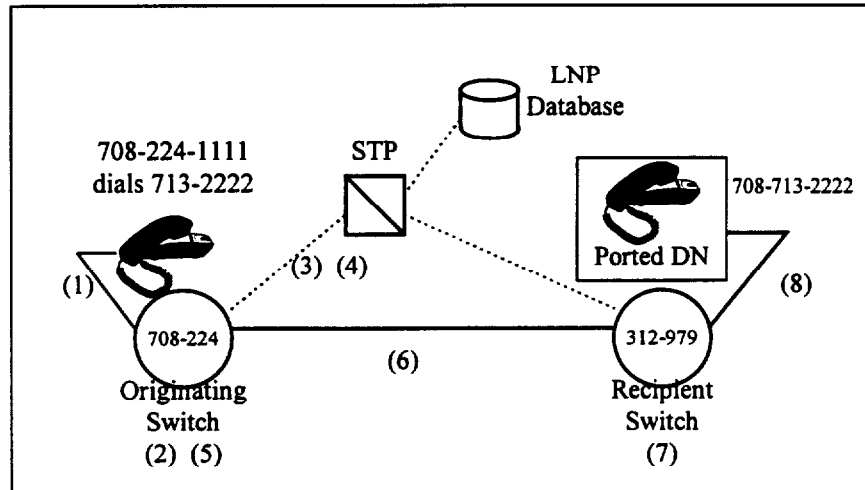 LNP
Database
708-224-1111
dials 713-2222
STP
708-713-2222
Ported DN
(1)
(3) (4)
(8)
708-224
312-979
(6)
Originating
Switch
(2) (5)
Recipient
Switch
(7)